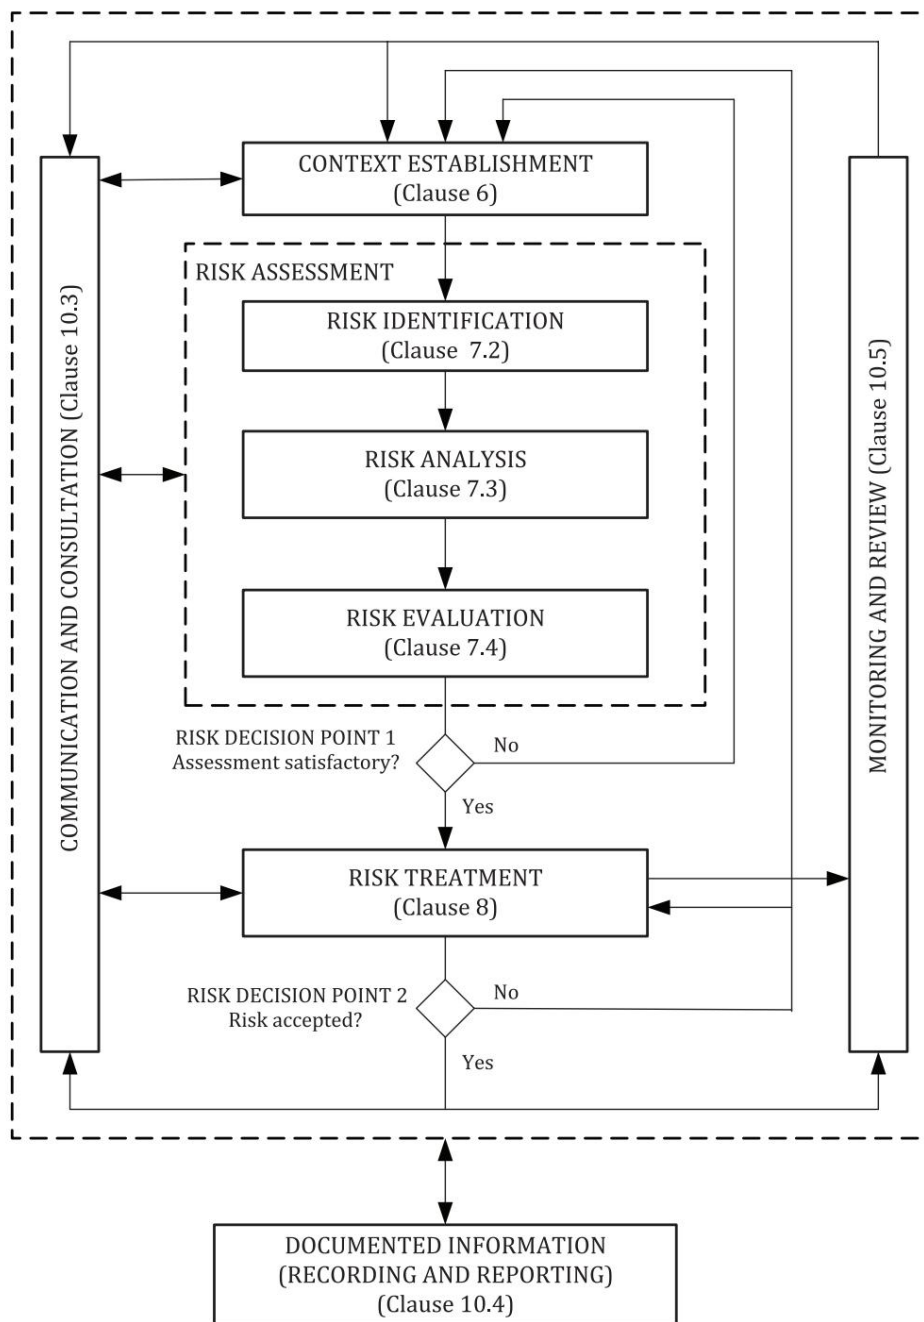 CONTEXT ESTABLISHMENT
(Clause 6)
RISK ASSESSMENT
RISK IDENTIFICATION
(Clause 7.2)
RISK ANALYSIS
(Clause 7.3)
RISK EVALUATION
(Clause 7.4)
COMMUNICATION AND CONSULTATION (Clause 10.3)
MONITORING AND REVIEW (Clause 10.5)
RISK DECISION POINT 1
Assessment satisfactory?
No
Yes
RISK TREATMENT
(Clause 8)
RISK DECISION POINT 2
Risk accepted?
No
Yes
DOCUMENTED INFORMATION
(RECORDING AND REPORTING)
(Clause 10.4)